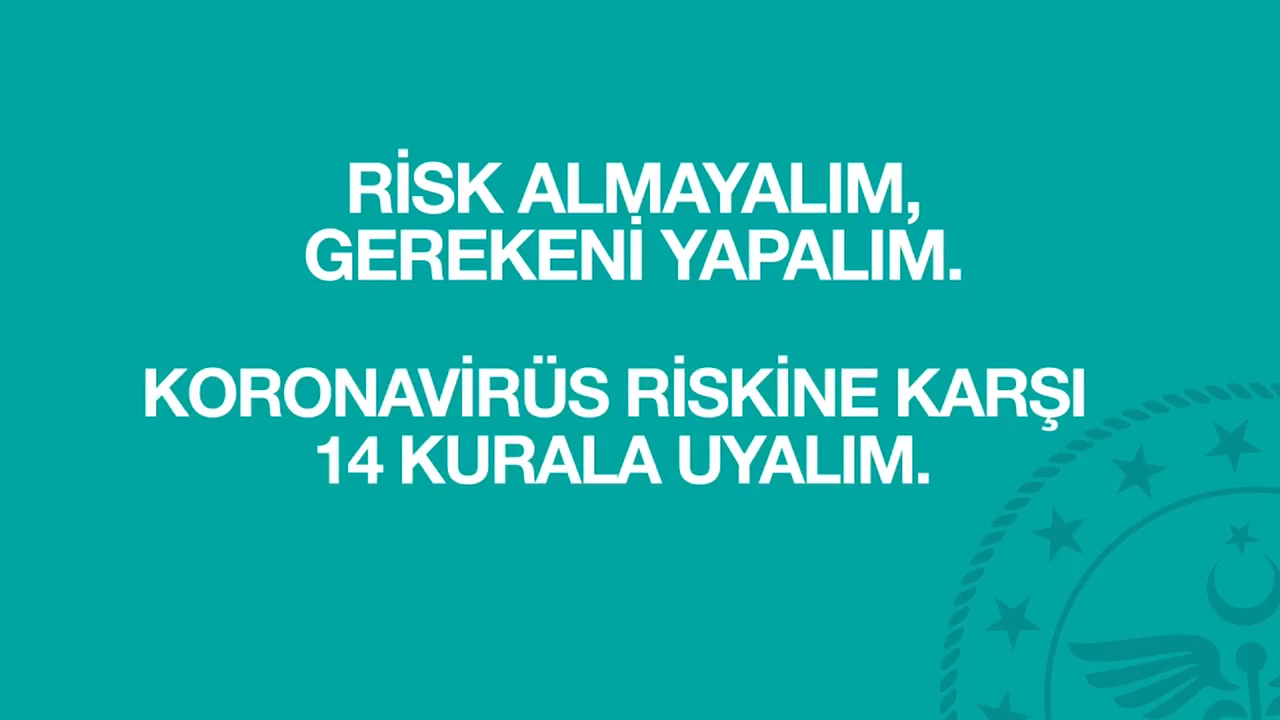 RİSK ALMAYALIM,
GEREKENİ YAPALIM.
KORONAVİRÜS RİSKİNE KARŞI
14 KURALA UYALIM.